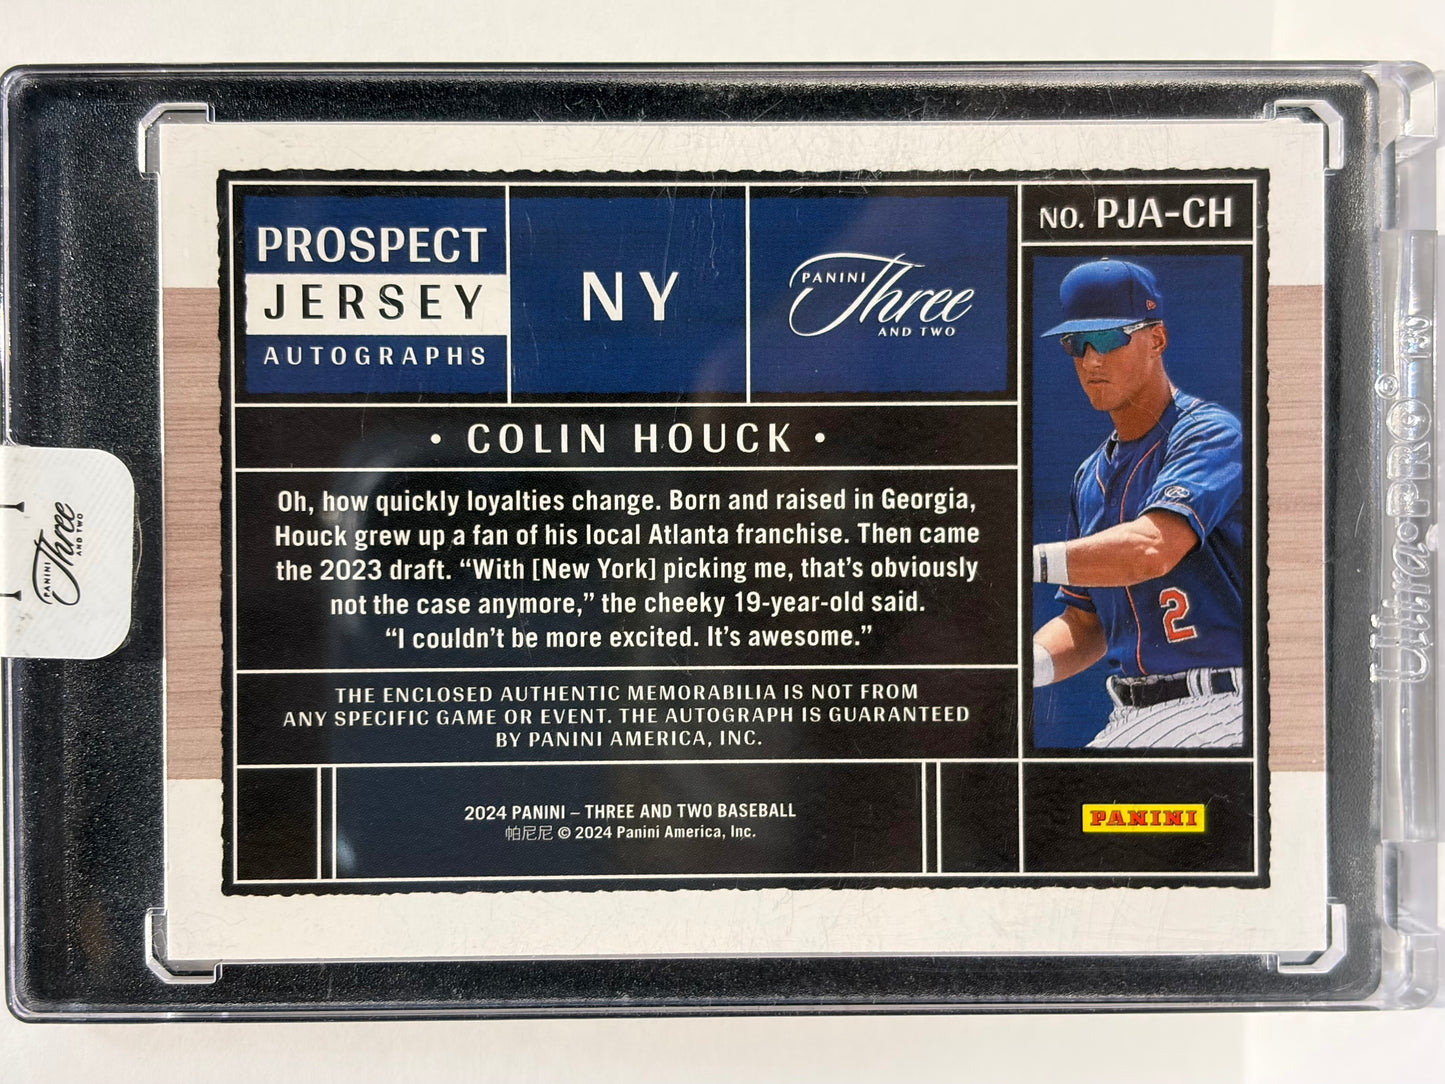 PROSPECT
JERSEY
AUTOGRAPHS
NY
PANINI
Three
AND TWO
NO. PJA-CH
• COLIN HOUCK •
Oh, how quickly loyalties change. Born and raised in Georgia,
Houck grew up a fan of his local Atlanta franchise. Then came
the 2023 draft. “With [New York] picking me, that’s obviously
not the case anymore,” the cheeky 19-year-old said.
“I couldn’t be more excited. It’s awesome.”
THE ENCLOSED AUTHENTIC MEMORABILIA IS NOT FROM
ANY SPECIFIC GAME OR EVENT. THE AUTOGRAPH IS GUARANTEED
BY PANINI AMERICA, INC.
2024 PANINI – THREE AND TWO BASEBALL
帕尼尼 © 2024 Panini America, Inc.
2
PANINI
PANINI
Three
AND TWO
Ultra•PRO®